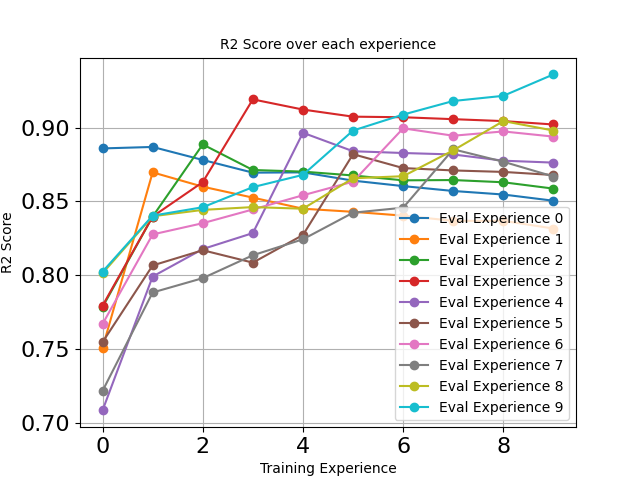 R2 Score over each experience
R2 Score
0.90
0.85
0.80
0.75
0.70
0
2
4
6
8
Training Experience
Eval Experience 0
Eval Experience 1
Eval Experience 2
Eval Experience 3
Eval Experience 4
Eval Experience 5
Eval Experience 6
Eval Experience 7
Eval Experience 8
Eval Experience 9